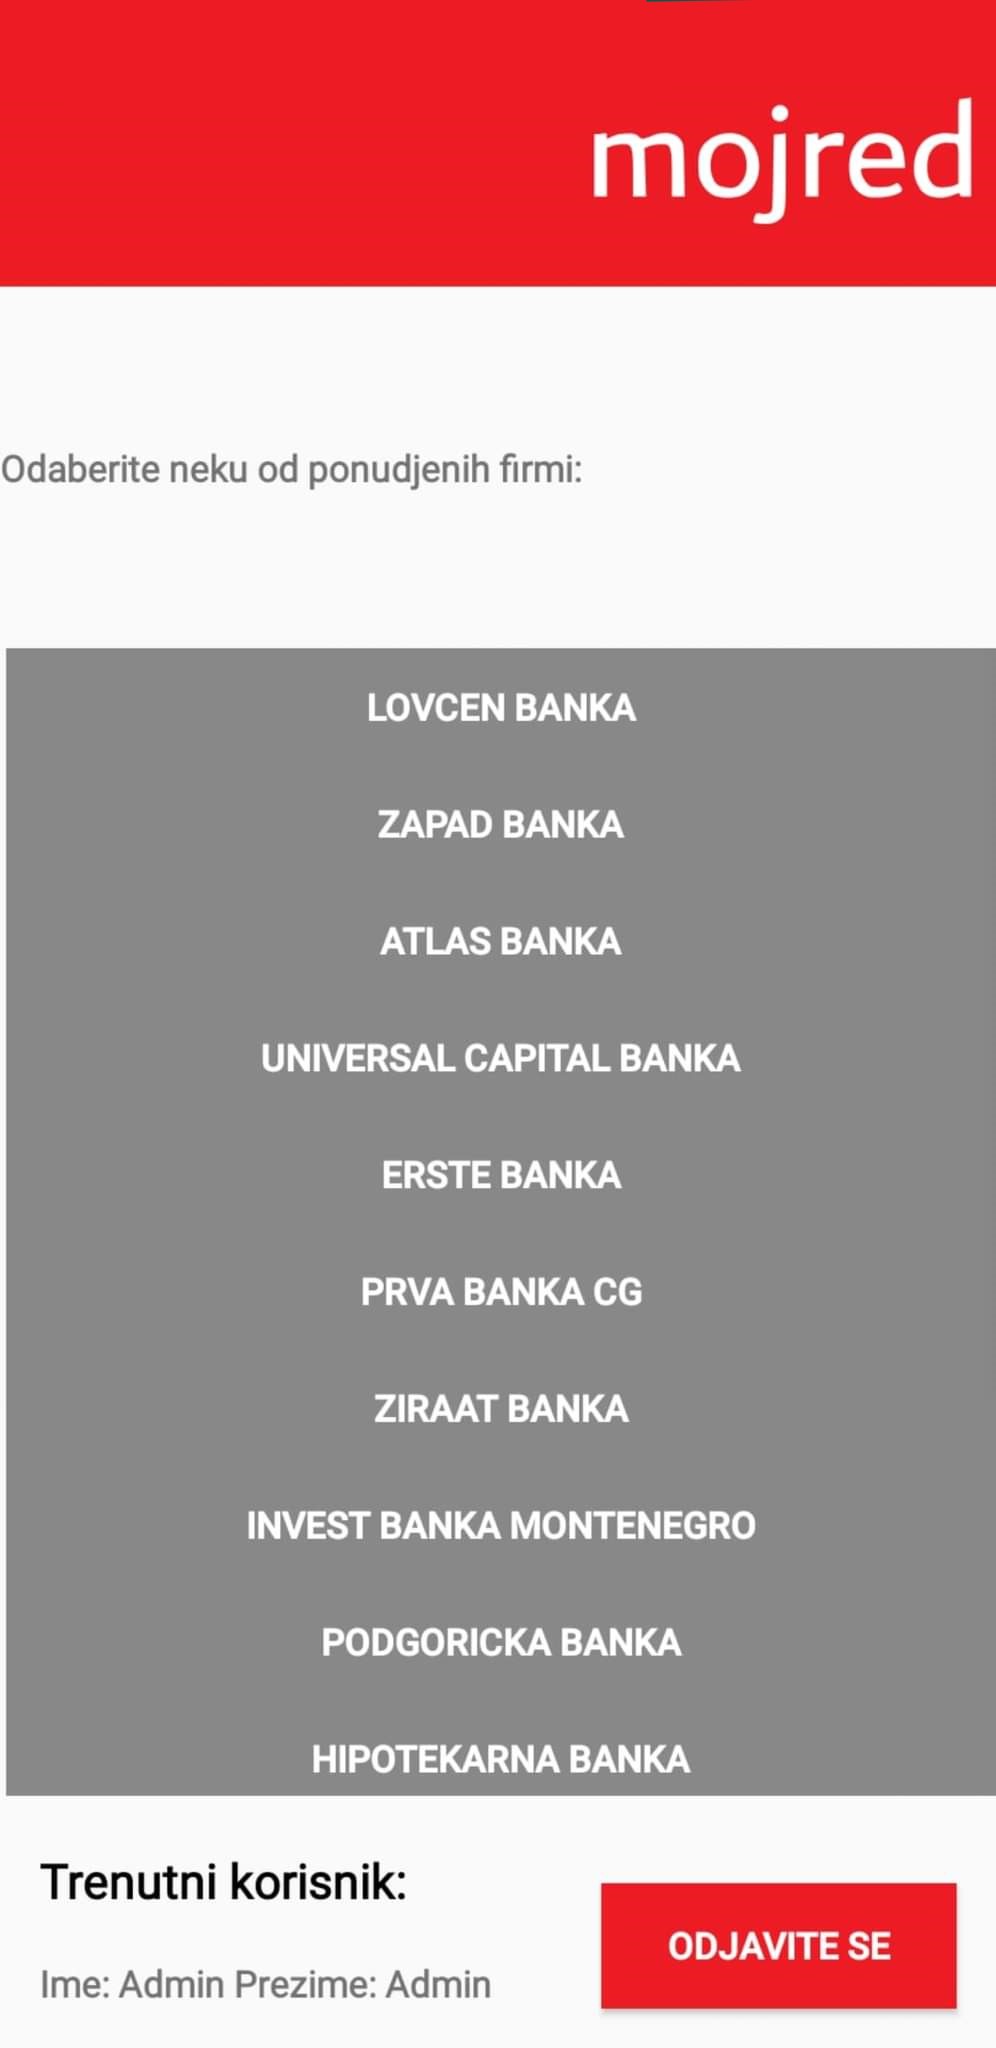 mojred
Odaberite neku od ponudjenih firmi:
LOVCEN BANKA
ZAPAD BANKA
ATLAS BANKA
UNIVERSAL CAPITAL BANKA
ERSTE BANKA
PRVA BANKA CG
ZIRAAT BANKA
INVEST BANKA MONTENEGRO
PODGORICKA BANKA
HIPOTEKARNA BANKA
Trenutni korisnik:
ODJAVITE SE
Ime: Admin Prezime: Admin